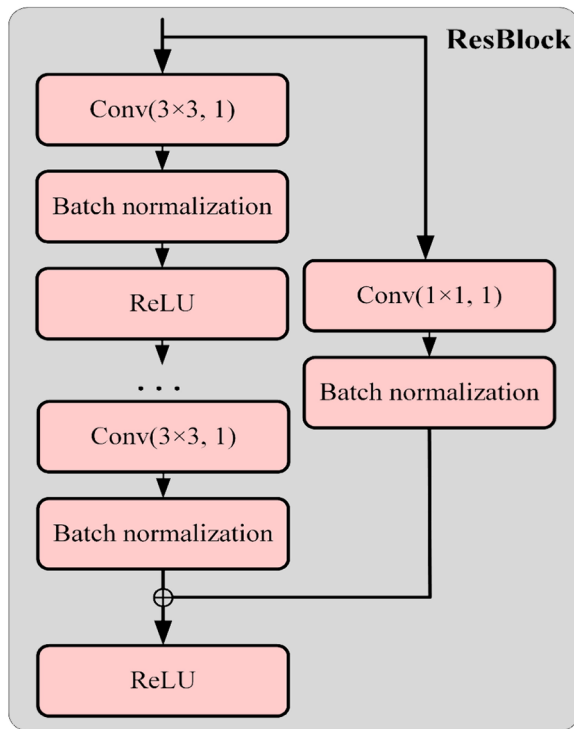 ResBlock
Conv(3×3, 1)
Batch normalization
ReLU
. . .
Conv(3×3, 1)
Batch normalization
ReLU
Conv(1×1, 1)
Batch normalization